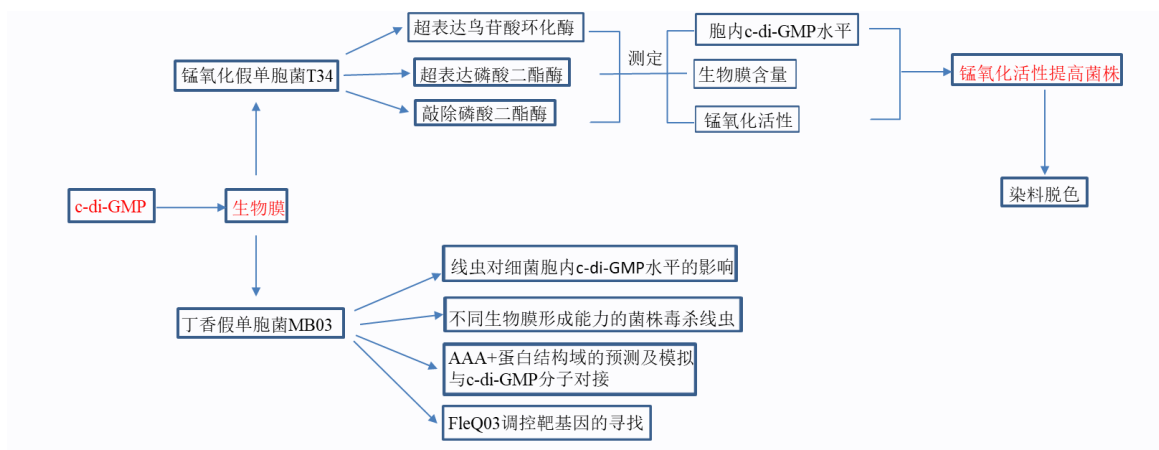 超表达鸟苷酸环化酶
胞内c-di-GMP水平
测定
锰氧化假单胞菌T34
超表达磷酸二酯酶
生物膜含量
锰氧化活性提高菌株
敲除磷酸二酯酶
锰氧化活性
染料脱色
c-di-GMP
生物膜
线虫对细菌胞内c-di-GMP水平的影响
丁香假单胞菌MB03
不同生物膜形成能力的菌株毒杀线虫
AAA+蛋白结构域的预测及模拟
与c-di-GMP分子对接
FleQ03调控靶基因的寻找